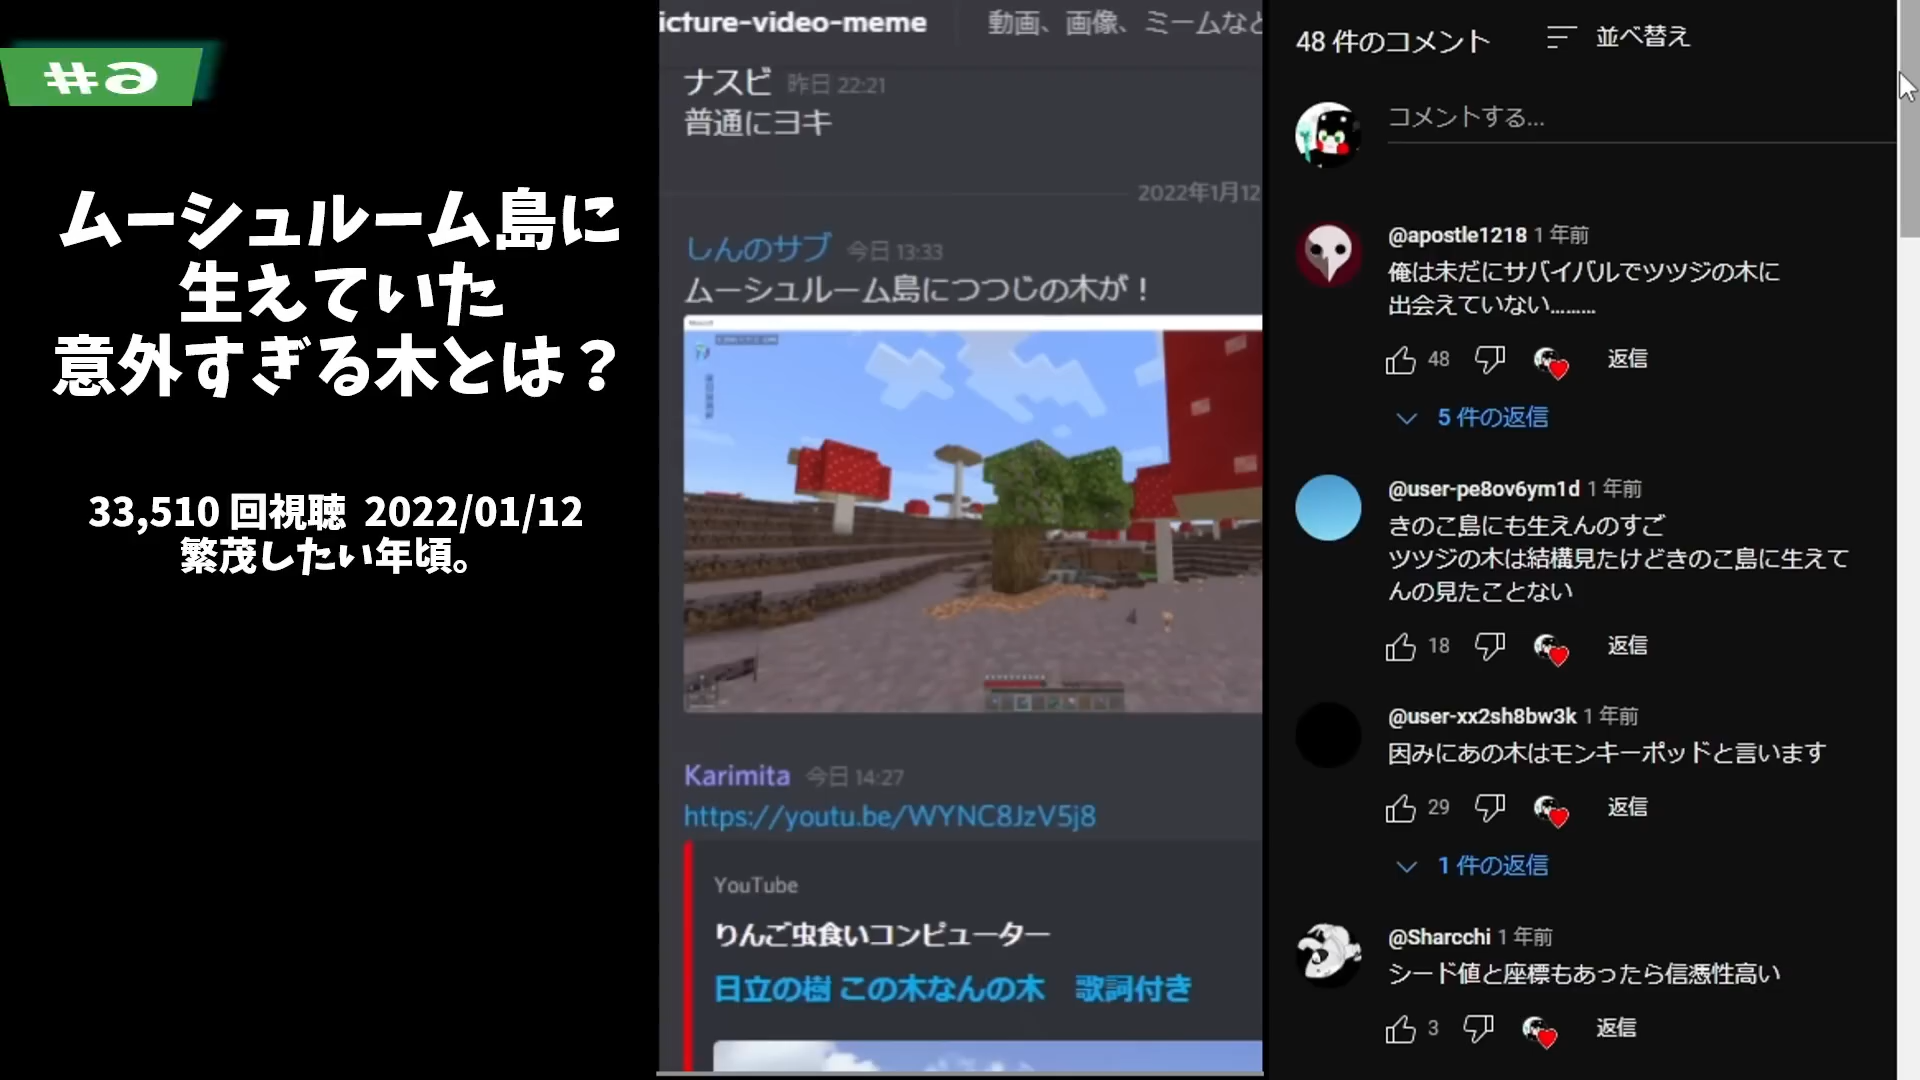 #a
ムーシュルーム島に
生えていた
意外すぎる木とは？
33,510 回視聴 2022/01/12
繁茂したい年頃。
icture-video-meme
動画、画像、ミームなど
ナスビ 昨日 22:21
普通にヨキ
2022年1月12
しんのサブ 今日 13:33
ムーシュルーム島につつじの木が！
Karimita 今日 14:27
https://youtu.be/WYNC8JzV5j8
YouTube
りんご虫食いコンピューター
日立の樹 この木なんの木 歌詞付き
48 件のコメント
並べ替え
コメントする...
@apostle1218 1 年前
俺は未だにサバイバルでツツジの木に
出会えていない………
48
返信
5 件の返信
@user-pe8ov6ym1d 1 年前
きのこ島にも生えんのすご
ツツジの木は結構見たけどきのこ島に生えて
んの見たことない
18
返信
@user-xx2sh8bw3k 1 年前
因みにあの木はモンキーポッドと言います
29
返信
1 件の返信
@Sharcchi 1 年前
シード値と座標もあったら信憑性高い
3
返信